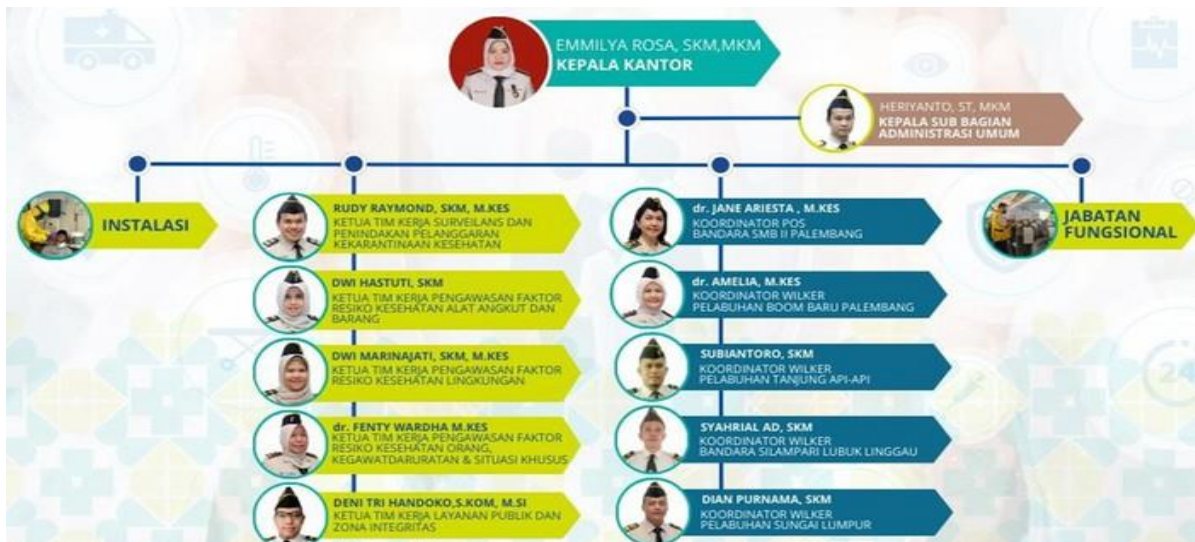 EMMILYA ROSA, SKM,MKM
KEPALA KANTOR
HERIYANTO, ST, MKM
KEPALA SUB BAGIAN
ADMINISTRASI UMUM
INSTALASI
RUDY RAYMOND, SKM, M.KES
KETUA TIM KERJA SURVEILANS DAN
PENINDAKAN PELANGGARAN
KEKARANTINAAN KESEHATAN
DWI HASTUTI, SKM
KETUA TIM KERJA PENGAWASAN FAKTOR
RESIKO KESEHATAN ALAT ANGKUT DAN
BARANG
DWI MARINAJATI, SKM, M.KES
KETUA TIM KERJA PENGAWASAN FAKTOR
RESIKO KESEHATAN LINGKUNGAN
dr. FENTY WARDHA M.KES
KETUA TIM KERJA PENGAWASAN FAKTOR
RESIKO KESEHATAN ORANG,
KEGAWATDARURATAN & SITUASI KHUSUS
DENI TRI HANDOKO,S.KOM, M.SI
KETUA TIM KERJA LAYANAN PUBLIK DAN
ZONA INTEGRITAS
dr. JANE ARIESTA , M.KES
KOORDINATOR POS
BANDARA SMB II PALEMBANG
dr. AMELIA, M.KES
KOORDINATOR WILKER
PELABUHAN BOOM BARU PALEMBANG
SUBIANTORO, SKM
KOORDINATOR WILKER
PELABUHAN TANJUNG API-API
SYAHRIAL AD, SKM
KOORDINATOR WILKER
BANDARA SILAMPARI LUBUK LINGGAU
DIAN PURNAMA, SKM
KOORDINATOR WILKER
PELABUHAN SUNGAI LUMPUR
JABATAN
FUNGSIONAL
24